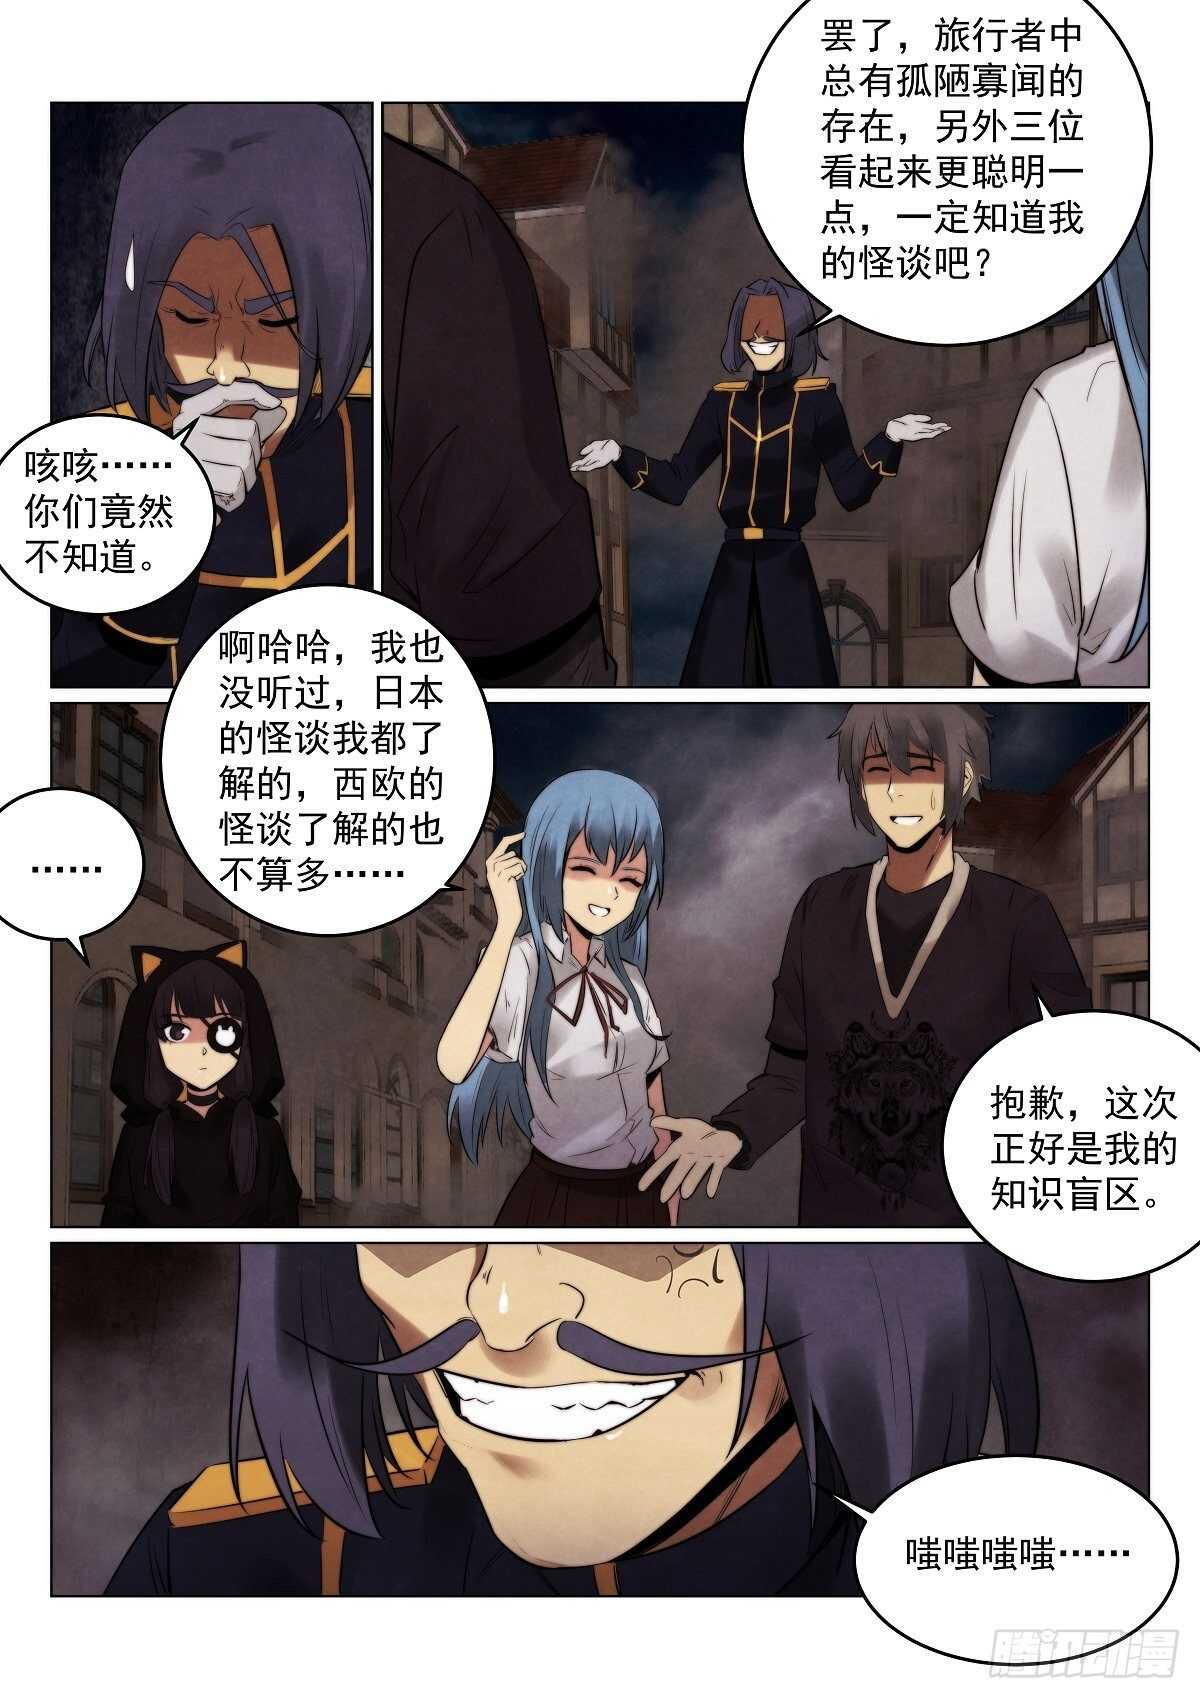 咳咳……
你们竟然
不知道。
罢了，旅行者中
总有孤陋寡闻的
存在，另外三位
看起来更聪明一
点，一定知道我
的怪谈吧？
……
啊哈哈，我也
没听过，日本
的怪谈我都了
解的，西欧的
怪谈了解的也
不算多……
抱歉，这次
正好是我的
知识盲区。
嗤嗤嗤嗤……
腾讯动漫